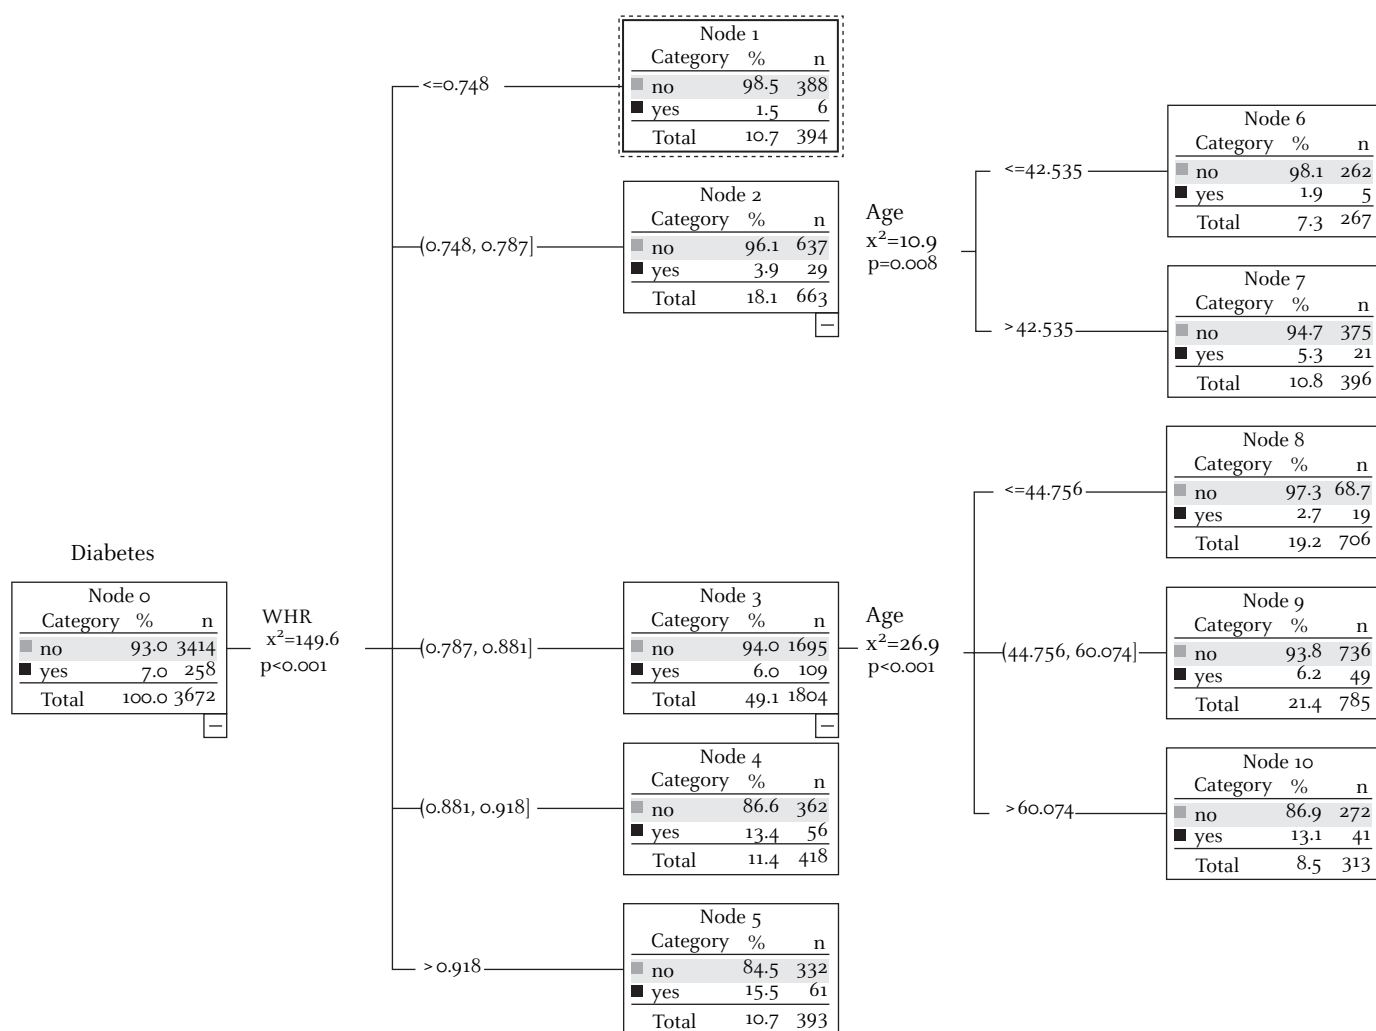 Diabetes
Node 0
Category % n
no 93.0 3414
yes 7.0 258
Total 100.0 3672
WHR
x²=149.6
p<0.001
<=0.748
(0.748, 0.787]
(0.787, 0.881]
(0.881, 0.918]
>0.918
Node 1
Category % n
no 98.5 388
yes 1.5 6
Total 10.7 394
Node 2
Category % n
no 96.1 637
yes 3.9 29
Total 18.1 663
Node 3
Category % n
no 94.0 1695
yes 6.0 109
Total 49.1 1804
Node 4
Category % n
no 86.6 362
yes 13.4 56
Total 11.4 418
Node 5
Category % n
no 84.5 332
yes 15.5 61
Total 10.7 393
Age
x²=10.9
p=0.008
<=42.535
>42.535
Age
x²=26.9
p<0.001
<=44.756
(44.756, 60.074]
>60.074
Node 6
Category % n
no 98.1 262
yes 1.9 5
Total 7.3 267
Node 7
Category % n
no 94.7 375
yes 5.3 21
Total 10.8 396
Node 8
Category % n
no 97.3 68.7
yes 2.7 19
Total 19.2 706
Node 9
Category % n
no 93.8 736
yes 6.2 49
Total 21.4 785
Node 10
Category % n
no 86.9 272
yes 13.1 41
Total 8.5 313